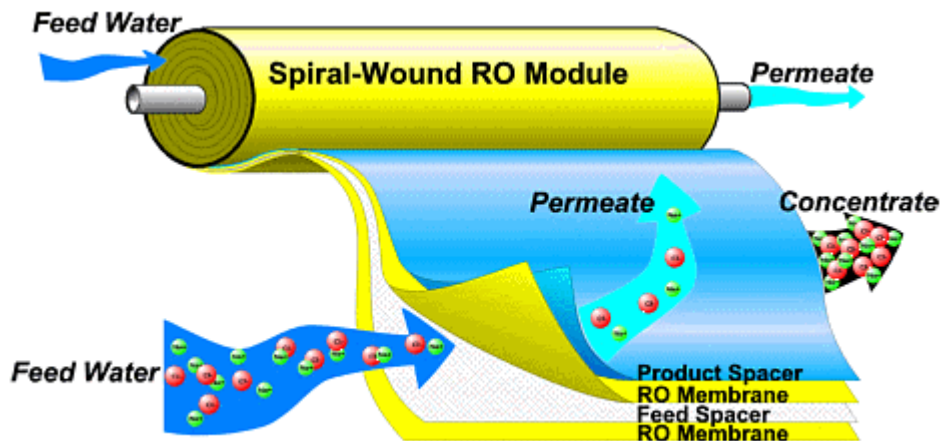 Feed Water
Spiral-Wound RO Module
Permeate
Permeate
Concentrate
Feed Water
Product Spacer
RO Membrane
Feed Spacer
RO Membrane